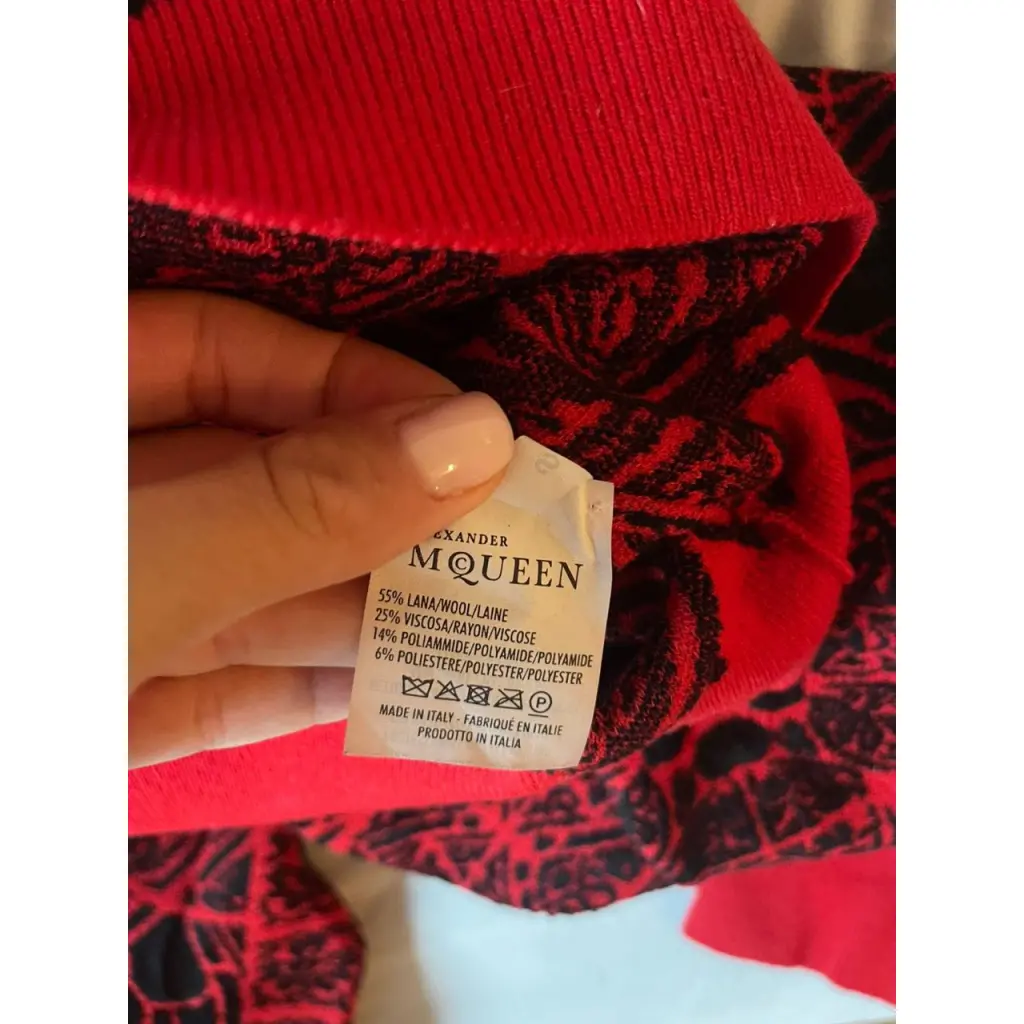 EXANDER
MCQUEEN
55% LANA/WOOL/LAINE
25% VISCOSA/RAYON/VISCOSE
14% POLIAMMIDE/POLYAMIDE/POLYAMIDE
6% POLIESTERE/POLYESTER/POLYESTER
P
MADE IN ITALY - FABRIQUÉ EN ITALIE
PRODOTTO IN ITALIA